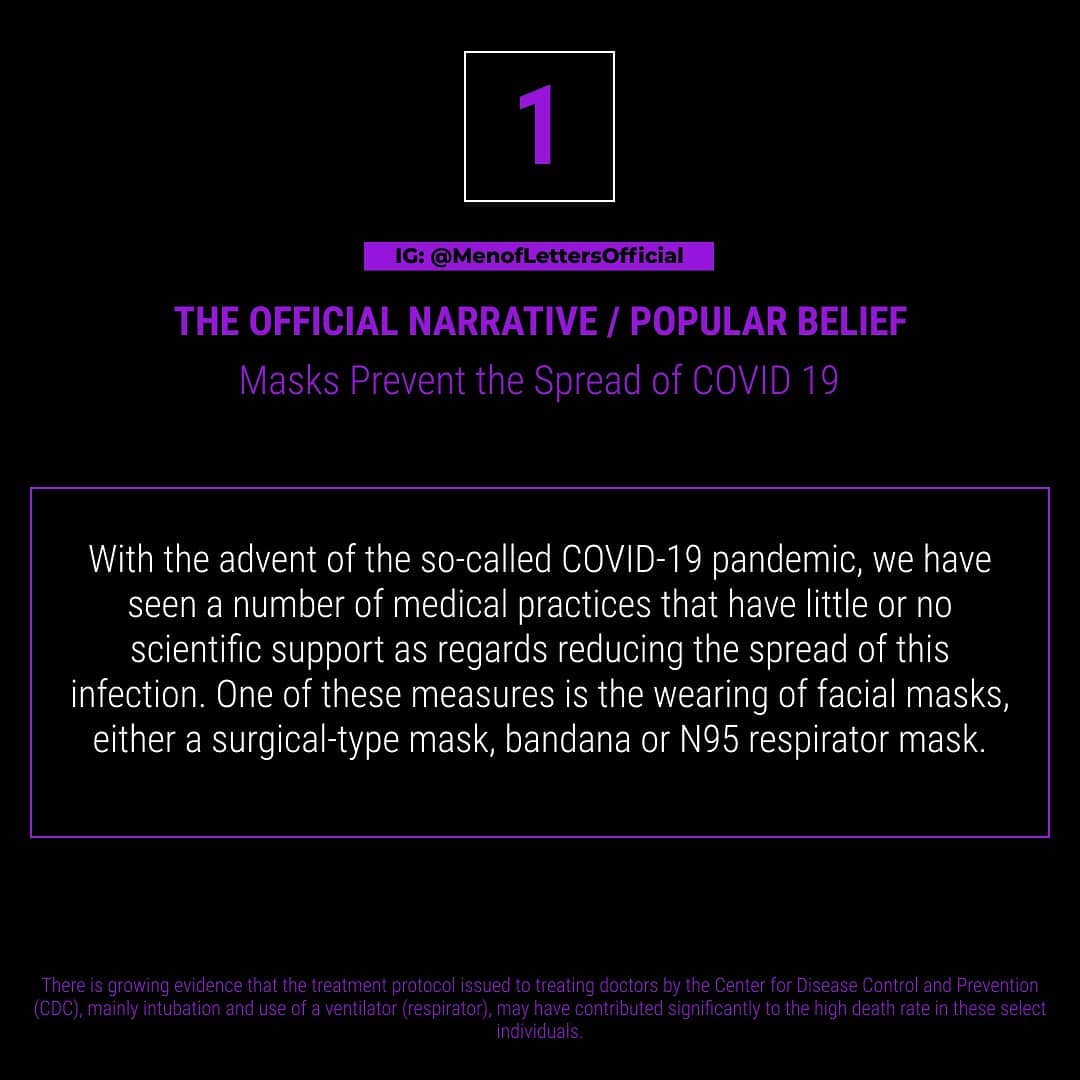 1
IG: @MenofLettersOfficial
THE OFFICIAL NARRATIVE / POPULAR BELIEF
Masks Prevent the Spread of COVID 19
With the advent of the so-called COVID-19 pandemic, we have
seen a number of medical practices that have little or no
scientific support as regards reducing the spread of this
infection. One of these measures is the wearing of facial masks,
either a surgical-type mask, bandana or N95 respirator mask.
There is growing evidence that the treatment protocol issued to treating doctors by the Center for Disease Control and Prevention
(CDC), mainly intubation and use of a ventilator (respirator), may have contributed significantly to the high death rate in these select
individuals.